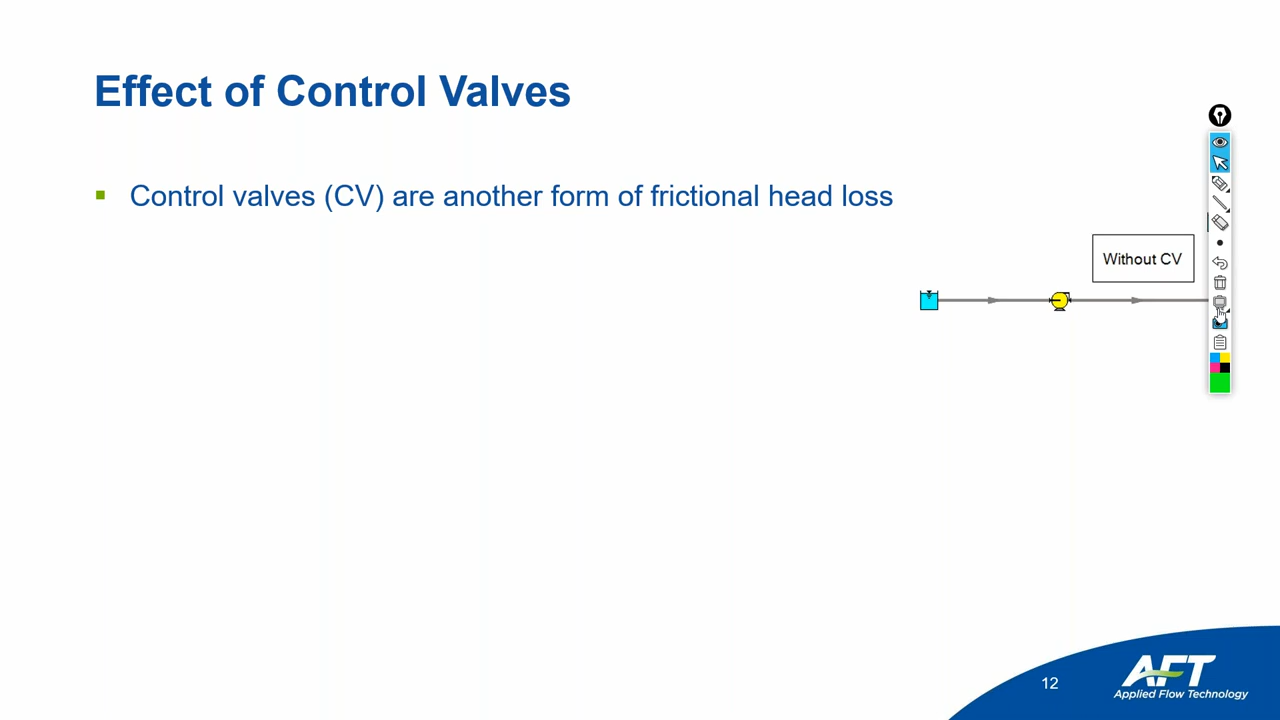 Effect of Control Valves
Control valves (CV) are another form of frictional head loss
Without CV
12
AFT
Applied Flow Technology